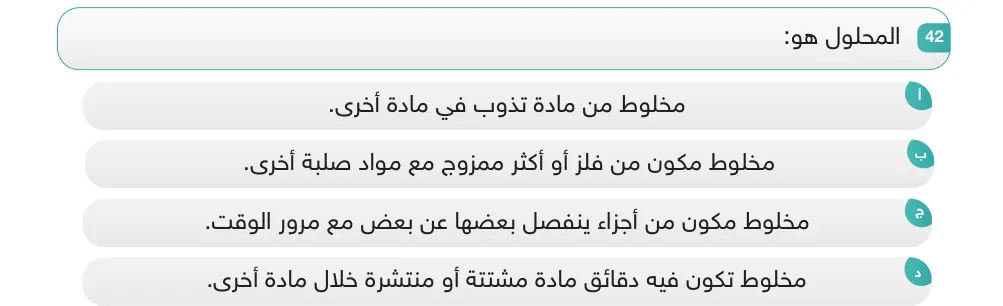 42 المحلول هو:
أ مخلوط من مادة تذوب في مادة أخرى.
ب مخلوط مكون من فلز أو أكثر ممزوج مع مواد صلبة أخرى.
ج مخلوط مكون من أجزاء ينفصل بعضها عن بعض مع مرور الوقت.
د مخلوط تكون فيه دقائق مادة مشتتة أو منتشرة خلال مادة أخرى.